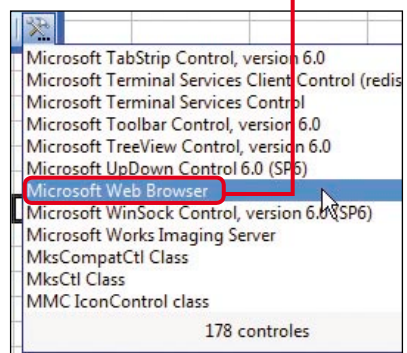 Microsoft TabStrip Control, version 6.0
Microsoft Terminal Services Client Control (redis
Microsoft Terminal Services Control
Microsoft Toolbar Control, version 6.0
Microsoft TreeView Control, version 6.0
Microsoft UpDown Control 6.0 (SP6)
Microsoft Web Browser
Microsoft WinSock Control, version 6.0 (SP6)
Microsoft Works Imaging Server
MksCompatCtl Class
MksCtl Class
MMC IconControl class
178 controles